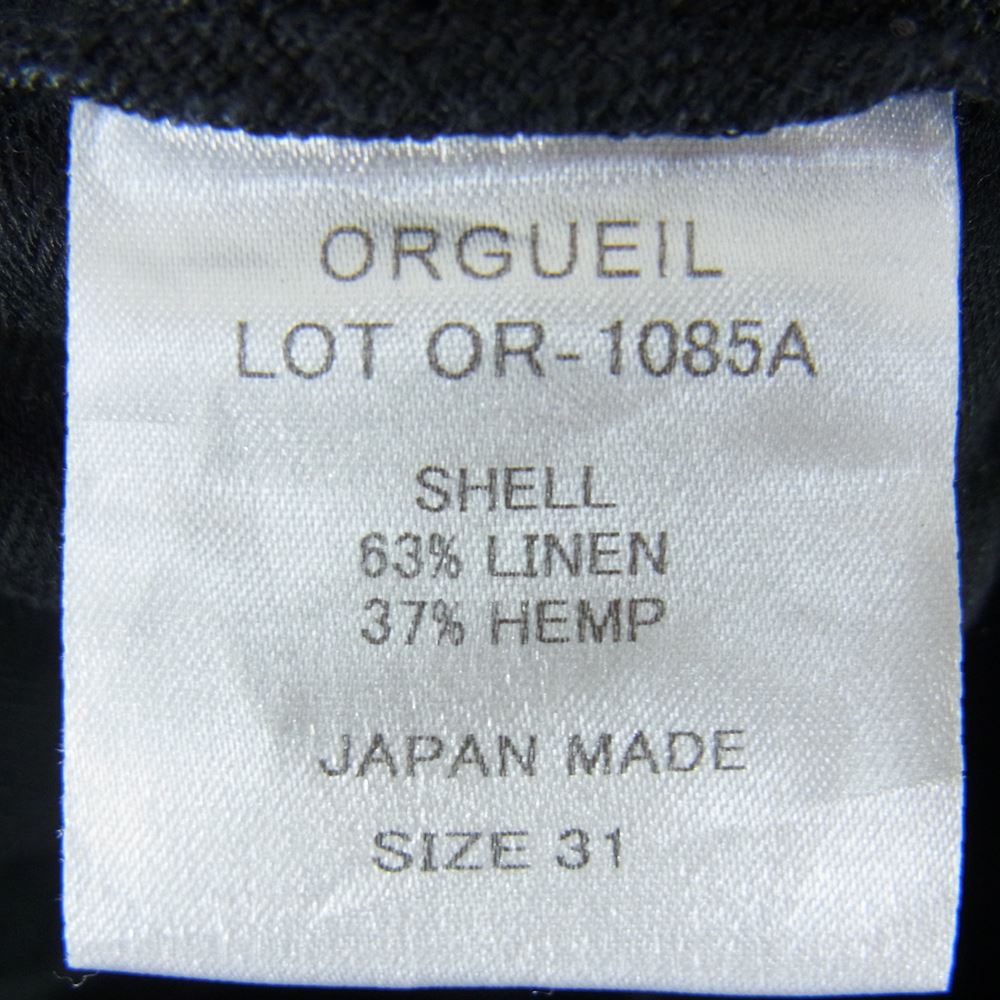 ORGUEIL
LOT OR-1085A
SHELL
63% LINEN
37% HEMP
JAPAN MADE
SIZE 31